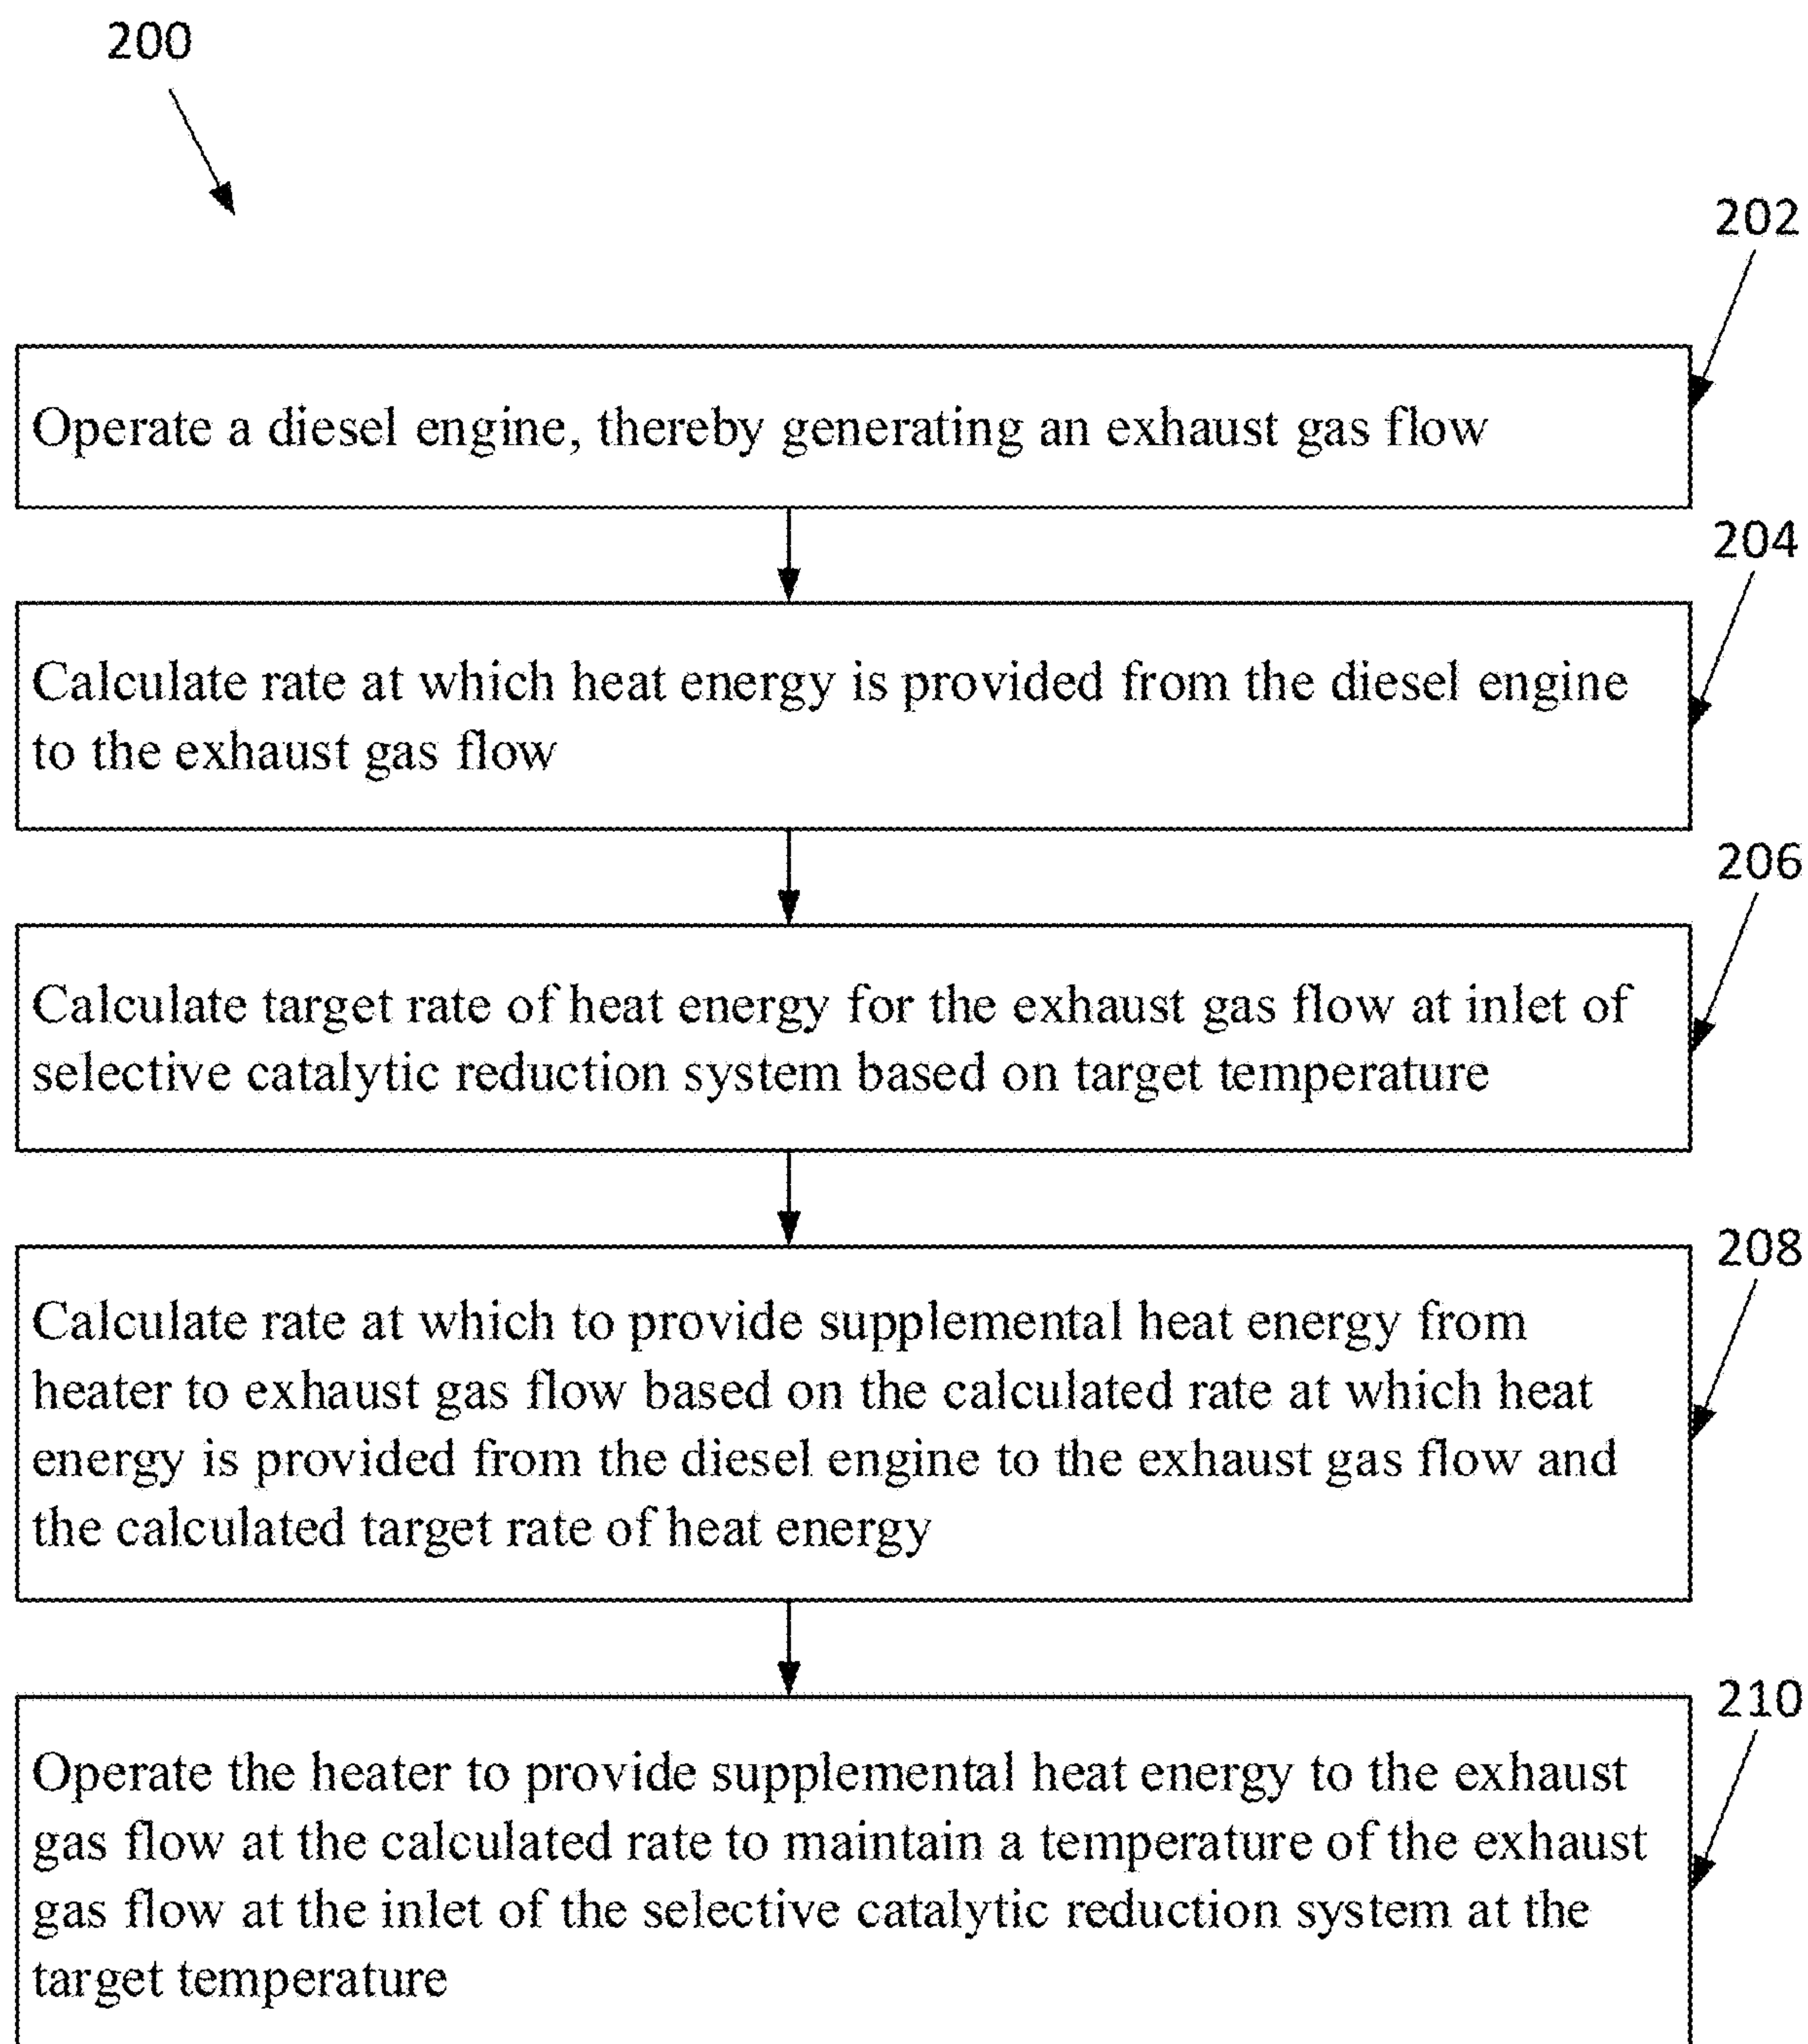 200
202
Operate a diesel engine, thereby generating an exhaust gas flow
204
Calculate rate at which heat energy is provided from the diesel engine
to the exhaust gas flow
206
Calculate target rate of heat energy for the exhaust gas flow at inlet of
selective catalytic reduction system based on target temperature
208
Calculate rate at which to provide supplemental heat energy from
heater to exhaust gas flow based on the calculated rate at which heat
energy is provided from the diesel engine to the exhaust gas flow and
the calculated target rate of heat energy
210
Operate the heater to provide supplemental heat energy to the exhaust
gas flow at the calculated rate to maintain a temperature of the exhaust
gas flow at the inlet of the selective catalytic reduction system at the
target temperature